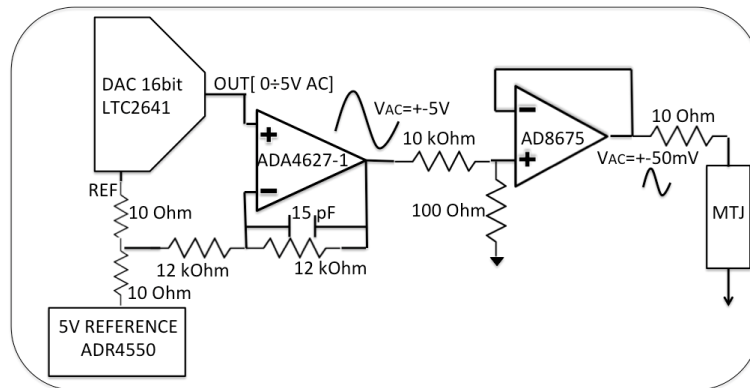 DAC 16bit
LTC2641
OUT[ 0÷5V AC]
REF
10 Ohm
10 Ohm
5V REFERENCE
ADR4550
12 kOhm
+
ADA4627-1
-
15 pF
12 kOhm
VAC=+-5V
10 kOhm
100 Ohm
-
AD8675
+
10 Ohm
VAC=+-50mV
MTJ